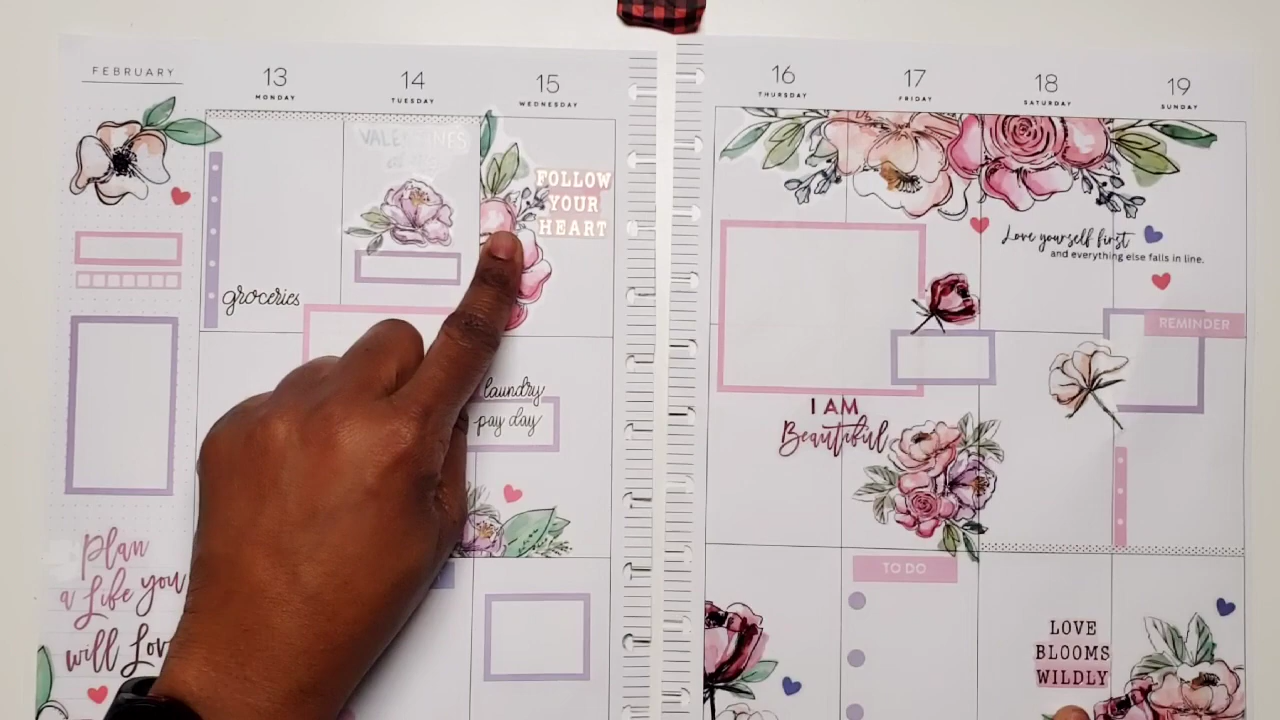 FEBRUARY
13
MONDAY
14
TUESDAY
15
WEDNESDAY
VALENTINES
FOLLOW
YOUR
HEART
groceries
laundry
pay day
Plan
a Life you
will Love
16
THURSDAY
17
FRIDAY
18
SATURDAY
19
SUNDAY
Love yourself first
and everything else falls in line.
REMINDER
I AM
Beautiful
TO DO
LOVE
BLOOMS
WILDLY